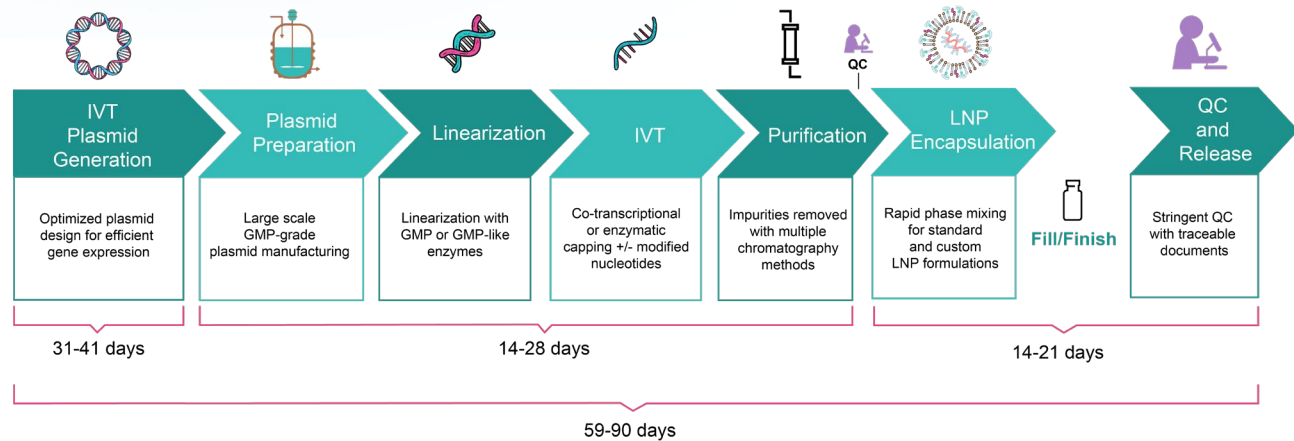 QC
IVT
Plasmid
Generation
Plasmid
Preparation
Linearization
IVT
Purification
LNP
Encapsulation
QC
and
Release
Optimized plasmid
design for efficient
gene expression
Large scale
GMP-grade
plasmid manufacturing
Linearization with
GMP or GMP-like
enzymes
Co-transcriptional
or enzymatic
capping +/- modified
nucleotides
Impurities removed
with multiple
chromatography
methods
Rapid phase mixing
for standard
and custom
LNP formulations
Fill/Finish
Stringent QC
with traceable
documents
31-41 days
14-28 days
14-21 days
59-90 days